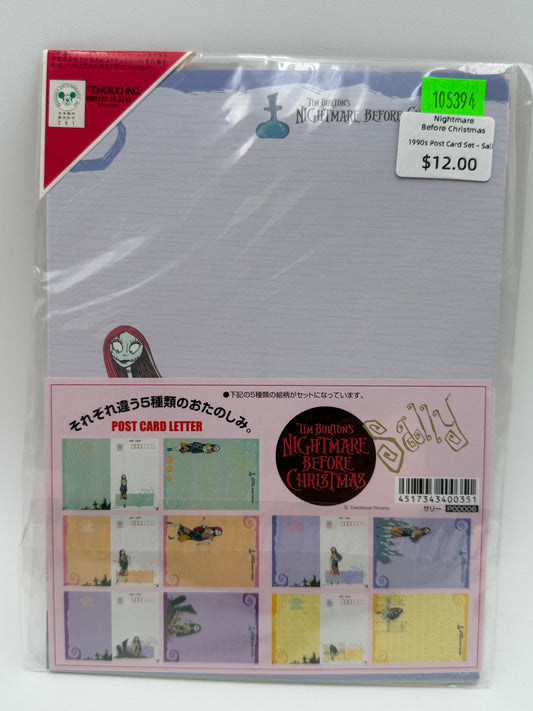 TENGIDO INC.
TIM BURTON'S
NIGHTMARE BEFORE C
105394
Nightmare
Before Christmas
1990s Post Card Set - Sal
$12.00
●下記の5種類の絵柄がセットになっています。
それぞれ違う5種類のおたのしみ。
POST CARD LETTER
TIM BURTON'S
NIGHTMARE
BEFORE
CHRISTMAS
Sally
© Touchstone Pictures
4517343400351
サリー P00006